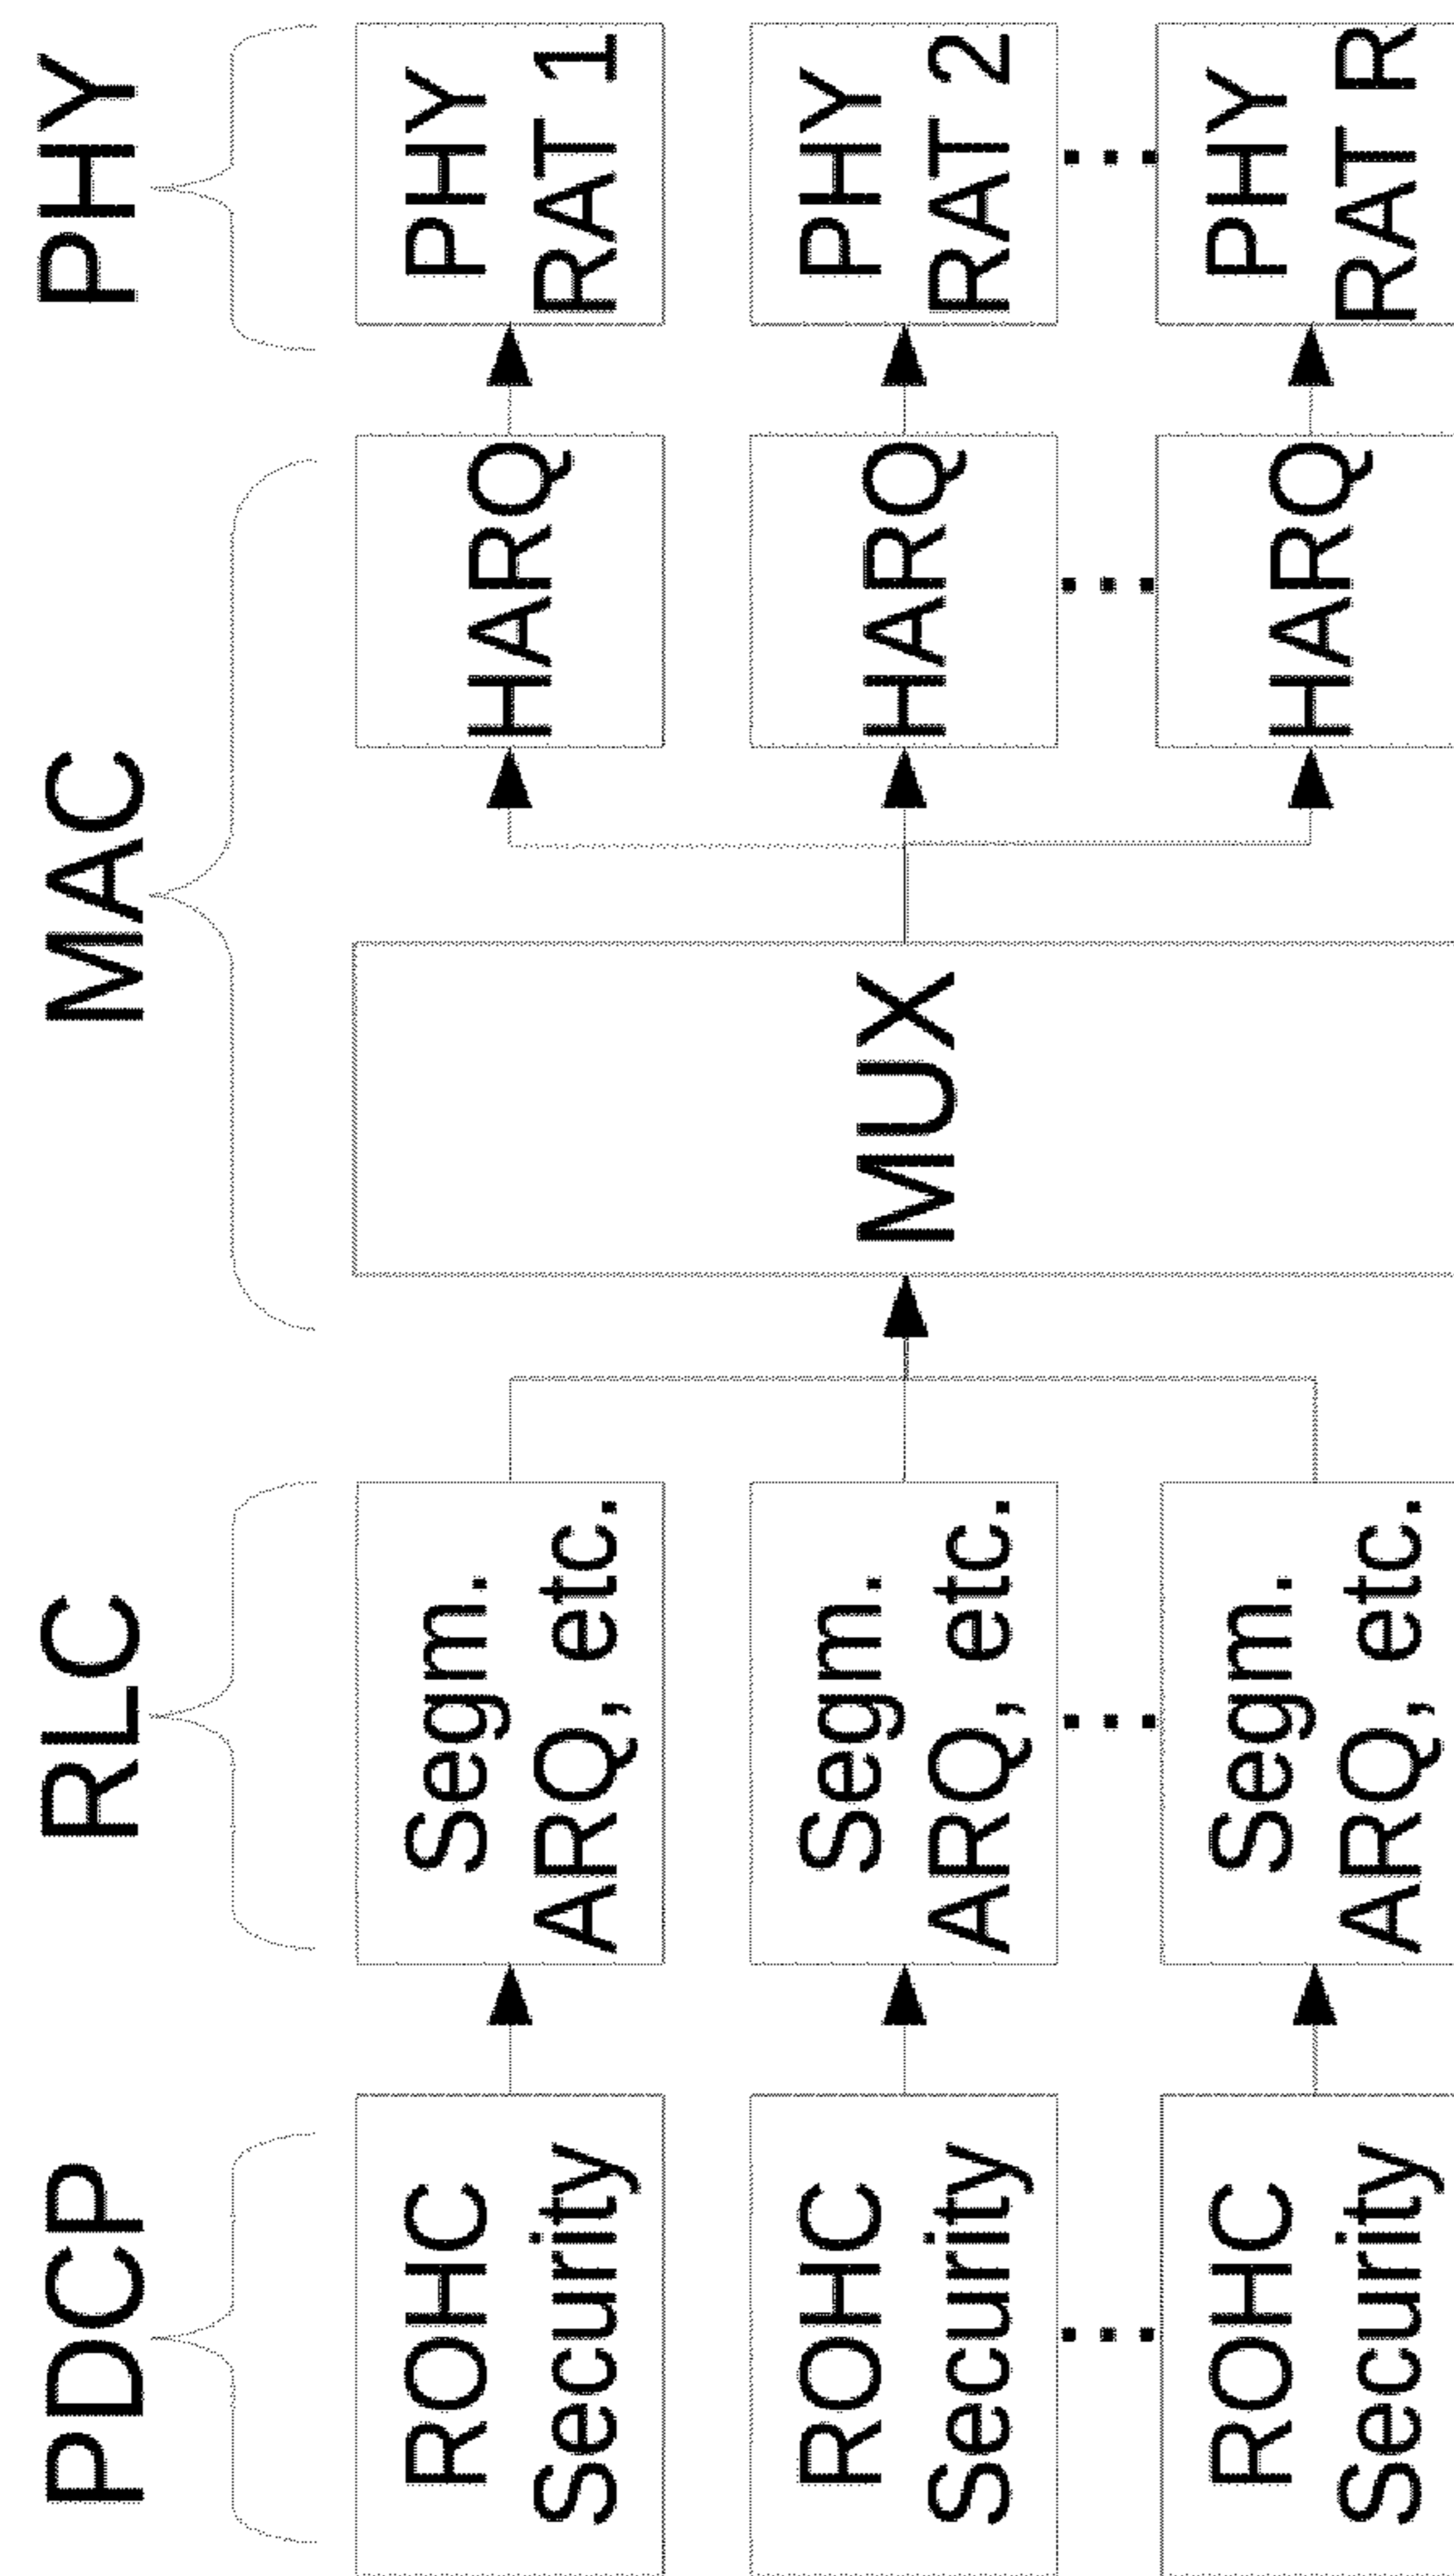 PDCP
RLC
MAC
PHY
ROHC
Security
Segm.
ARQ, etc.
HARQ
PHY
RAT 1
ROHC
Security
Segm.
ARQ, etc.
MUX
HARQ
PHY
RAT 2
ROHC
Security
Segm.
ARQ, etc.
HARQ
PHY
RAT R